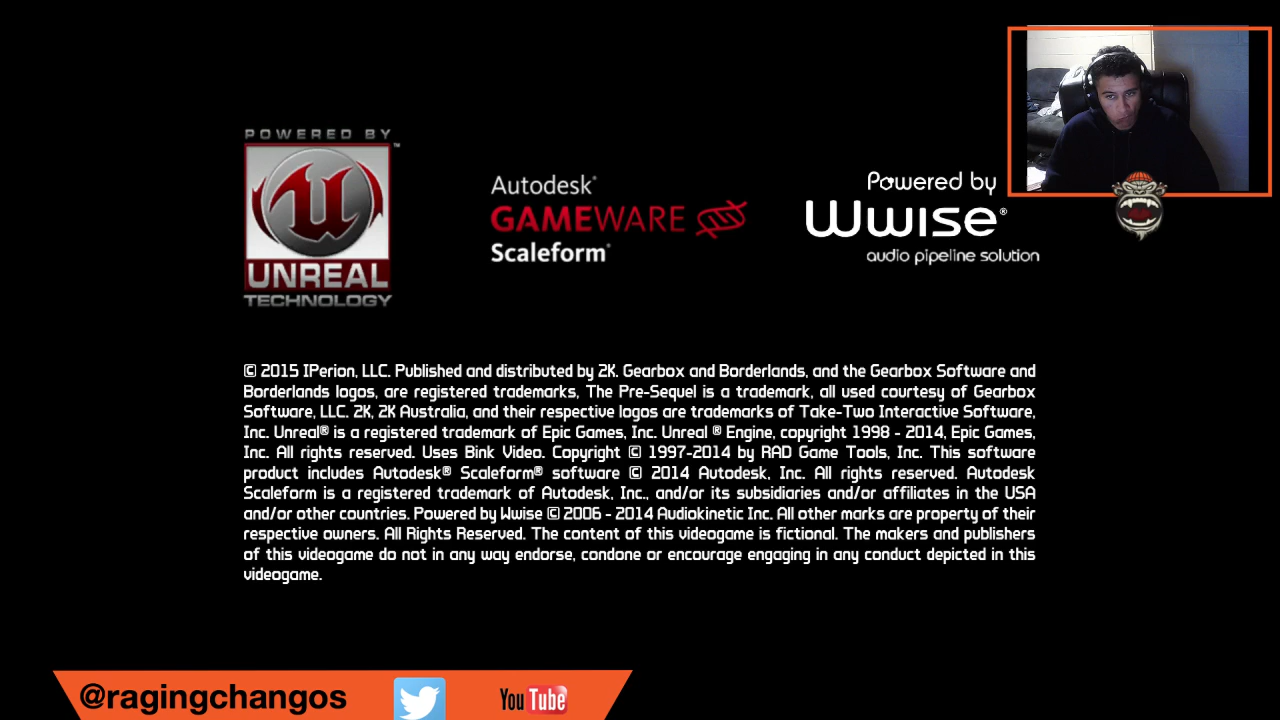 POWERED BY
UNREAL
TECHNOLOGY
™
Autodesk®
GAMEWARE
Scaleform®
Powered by
Wwise®
audio pipeline solution
© 2015 IPerion, LLC. Published and distributed by 2K. Gearbox and Borderlands, and the Gearbox Software and
Borderlands logos, are registered trademarks, The Pre-Sequel is a trademark, all used courtesy of Gearbox
Software, LLC. 2K, 2K Australia, and their respective logos are trademarks of Take-Two Interactive Software,
Inc. Unreal® is a registered trademark of Epic Games, Inc. Unreal ® Engine, copyright 1998 - 2014, Epic Games,
Inc. All rights reserved. Uses Bink Video. Copyright © 1997-2014 by RAD Game Tools, Inc. This software
product includes Autodesk® Scaleform® software © 2014 Autodesk, Inc. All rights reserved. Autodesk
Scaleform is a registered trademark of Autodesk, Inc., and/or its subsidiaries and/or affiliates in the USA
and/or other countries. Powered by Wwise © 2006 - 2014 Audiokinetic Inc. All other marks are property of their
respective owners. All Rights Reserved. The content of this videogame is fictional. The makers and publishers
of this videogame do not in any way endorse, condone or encourage engaging in any conduct depicted in this
videogame.
@ragingchangos
YouTube